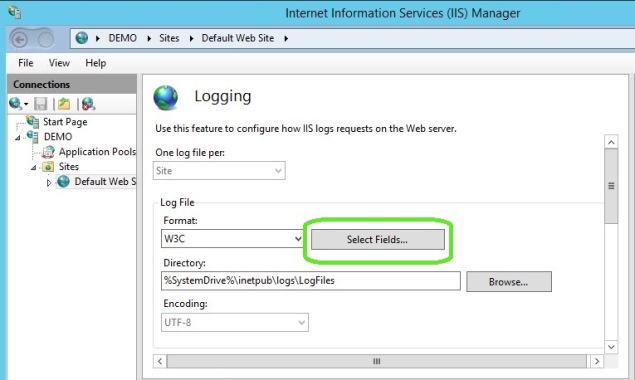 Internet Information Services (IIS) Manager
DEMO Sites Default Web Site
File View Help
Connections
Start Page
DEMO
Application Pools
Sites
Default Web S
Logging
Use this feature to configure how IIS logs requests on the Web server.
One log file per:
Site
Log File
Format:
W3C
Select Fields...
Directory:
%SystemDrive%\inetpub\logs\LogFiles
Browse...
Encoding:
UTF-8